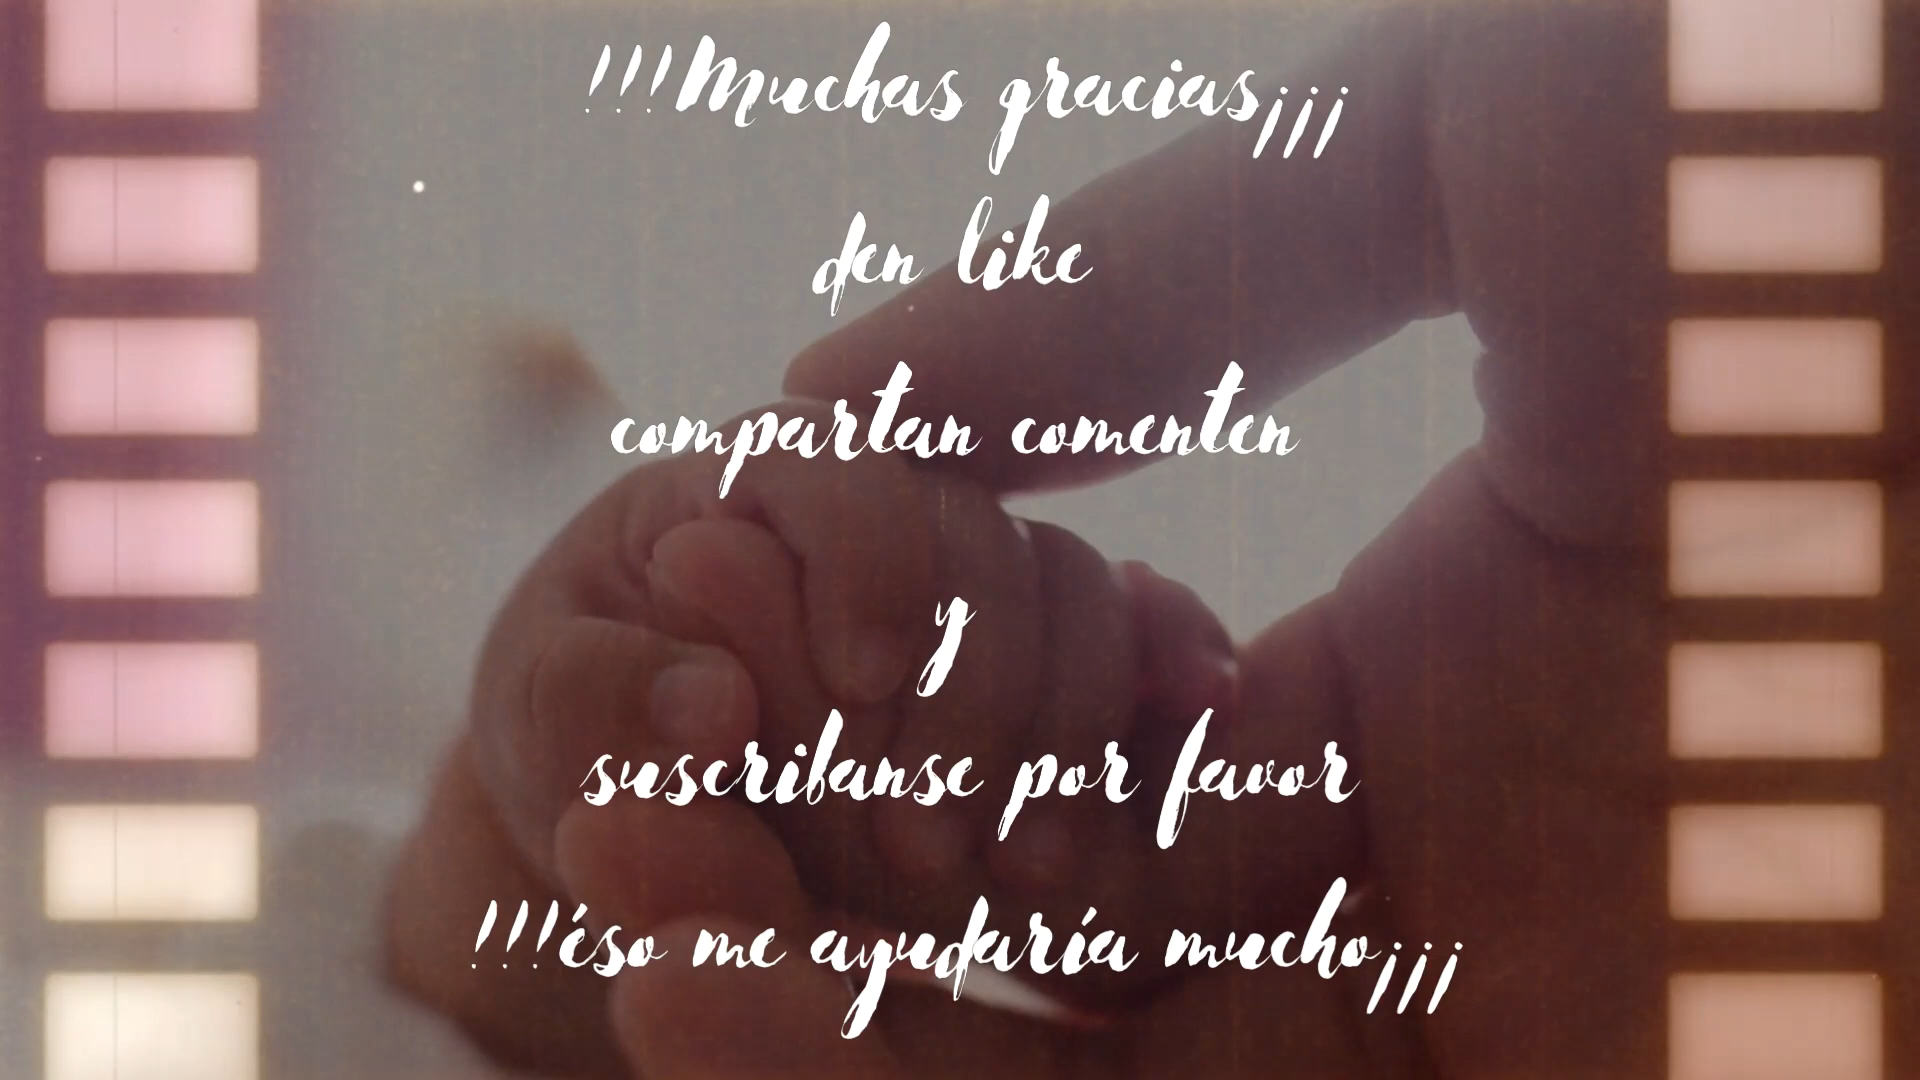 !!!Muchas gracias¡¡¡
den like
compartan comenten
y
suscribanse por favor
!!!éso me ayudaría mucho¡¡¡